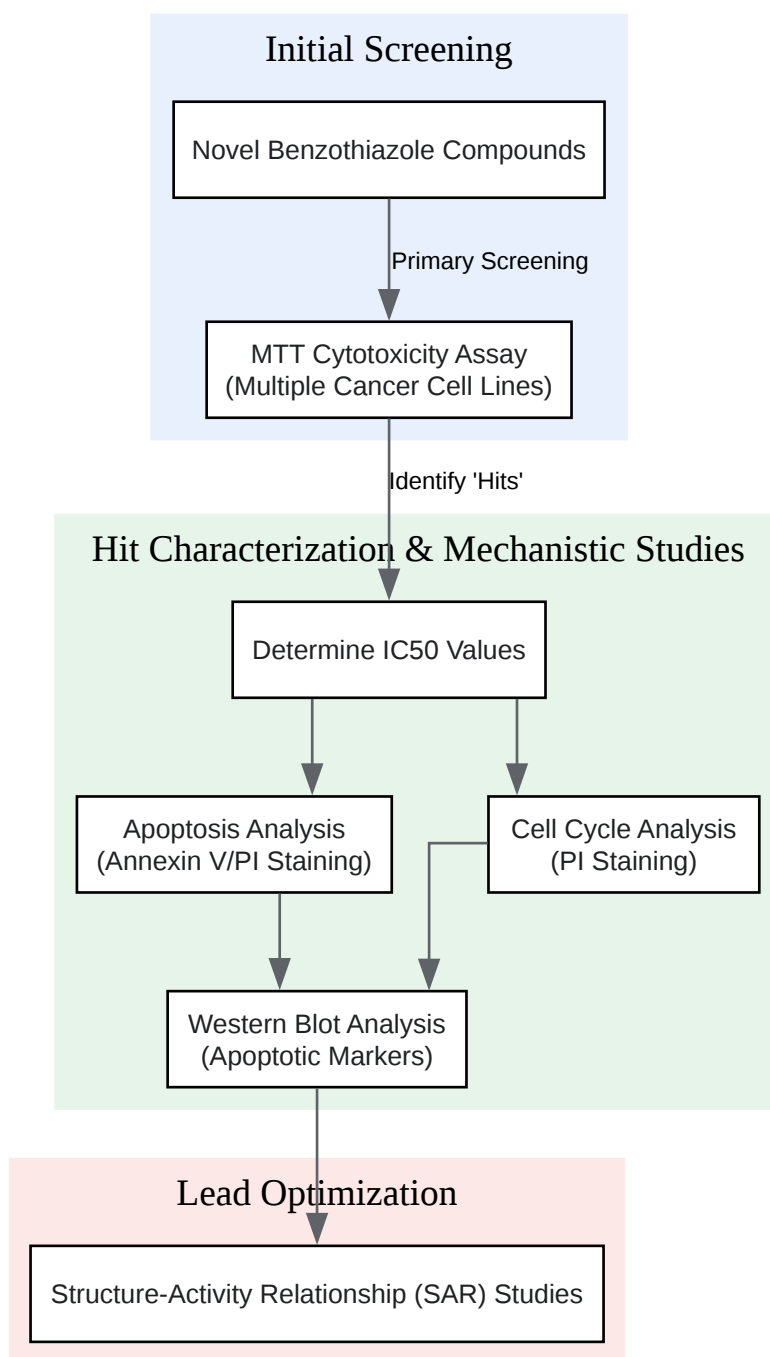 Initial Screening
Novel Benzothiazole Compounds
Primary Screening
MTT Cytotoxicity Assay
(Multiple Cancer Cell Lines)
Identify 'Hits'
Hit Characterization & Mechanistic Studies
Determine IC50 Values
Apoptosis Analysis
(Annexin V/PI Staining)
Cell Cycle Analysis
(PI Staining)
Western Blot Analysis
(Apoptotic Markers)
Lead Optimization
Structure-Activity Relationship (SAR) Studies